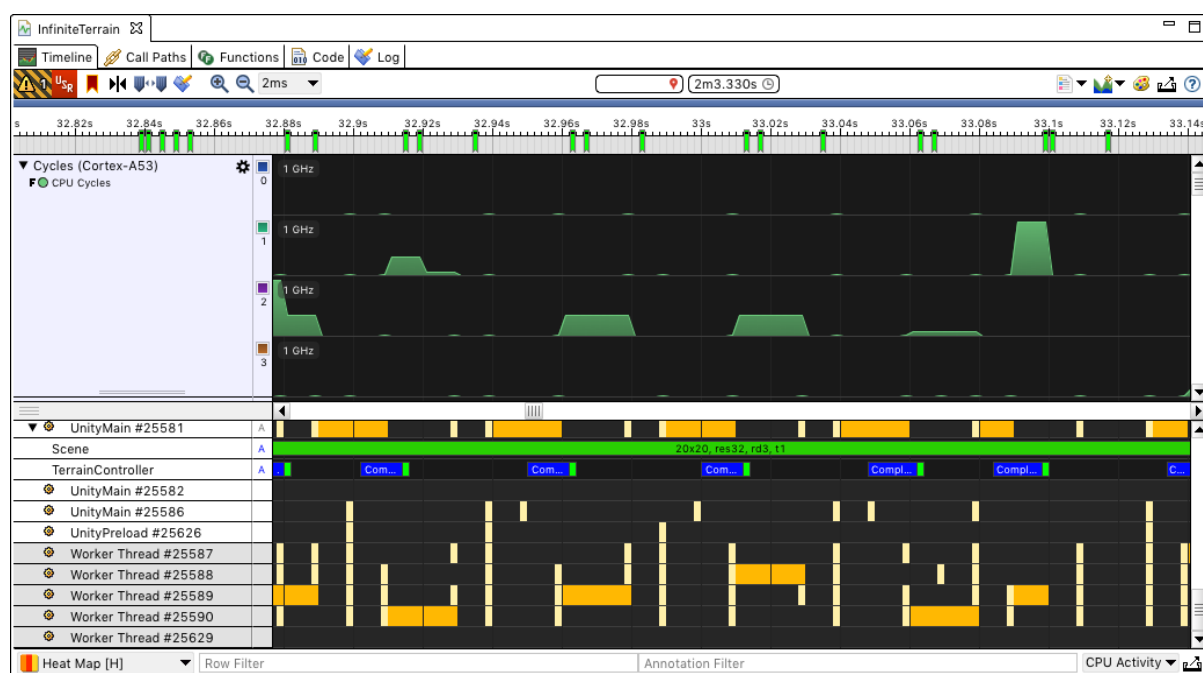 InfiniteTerrain
Timeline Call Paths Functions Code Log
1 USR 2ms 2m3.330s
s 32.82s 32.84s 32.86s 32.88s 32.9s 32.92s 32.94s 32.96s 32.98s 33s 33.02s 33.04s 33.06s 33.08s 33.1s 33.12s 33.14s
Cycles (Cortex-A53)
F CPU Cycles
0 1 GHz
1 1 GHz
2 1 GHz
3 1 GHz
UnityMain #25581 A
Scene A 20x20, res32, rd3, t1
TerrainController A . Com... Com... Com... Compl... Compl... C...
UnityMain #25582
UnityMain #25586
UnityPreload #25626
Worker Thread #25587
Worker Thread #25588
Worker Thread #25589
Worker Thread #25590
Worker Thread #25629
Heat Map [H] Row Filter Annotation Filter CPU Activity